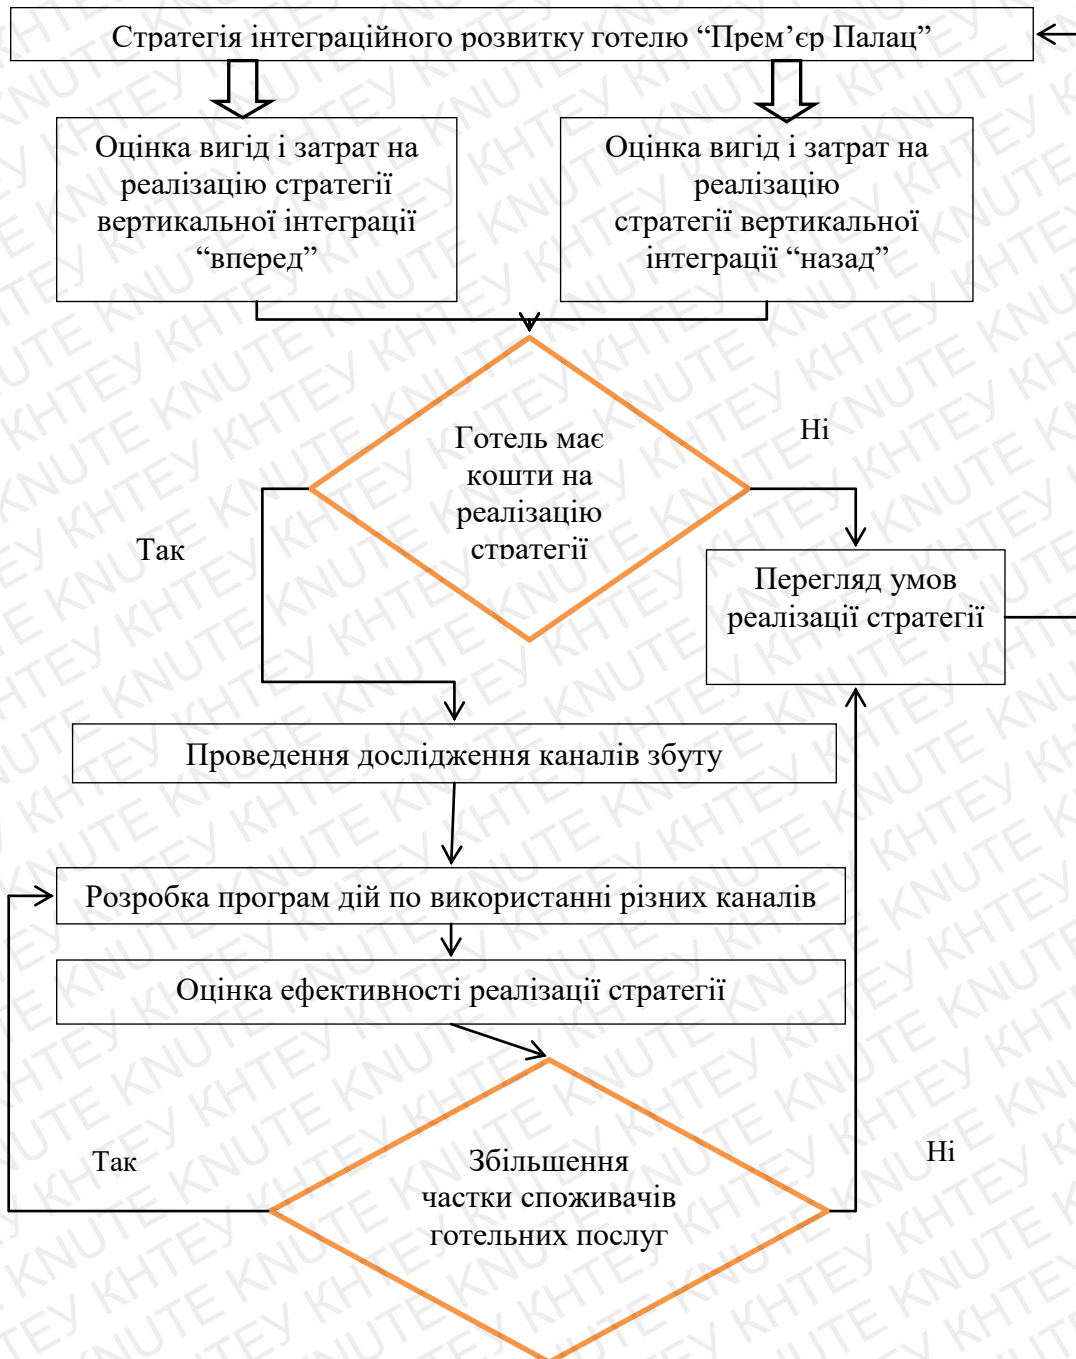 Стратегія інтеграційного розвитку готелю “Прем’єр Палац”
Оцінка вигід і затрат на
реалізацію стратегії
вертикальної інтеграції
“вперед”
Оцінка вигід і затрат на
реалізацію
стратегії вертикальної
інтеграції “назад”
Готель має
кошти на
реалізацію
стратегії
Ні
Так
Перегляд умов
реалізації стратегії
Проведення дослідження каналів збуту
Розробка програм дій по використанні різних каналів
Оцінка ефективності реалізації стратегії
Збільшення
частки споживачів
готельних послуг
Так
Ні
KNUTE КНТЕУ